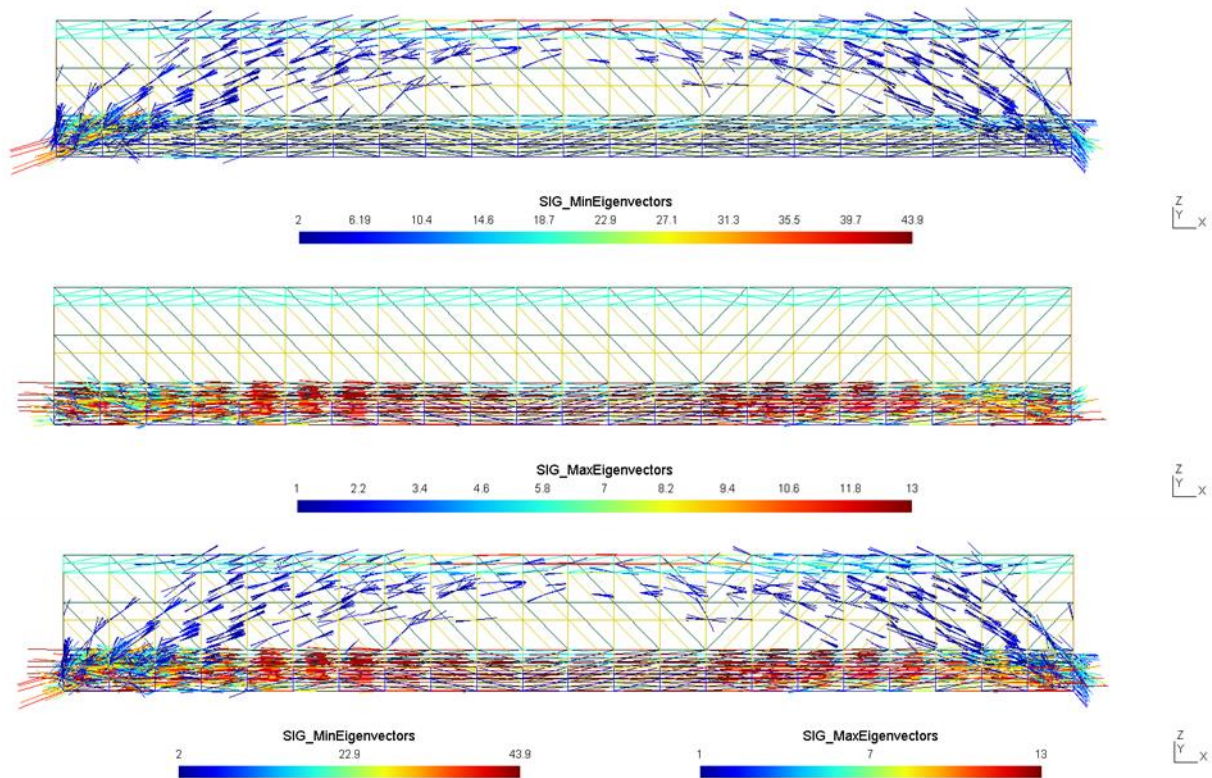 SIG_MinEigenvectors
2 6.19 10.4 14.6 18.7 22.9 27.1 31.3 35.5 39.7 43.9
Z
Y X
SIG_MaxEigenvectors
1 2.2 3.4 4.6 5.8 7 8.2 9.4 10.6 11.8 13
Z
Y X
SIG_MinEigenvectors SIG_MaxEigenvectors
2 22.9 43.9 1 7 13
Z
Y X